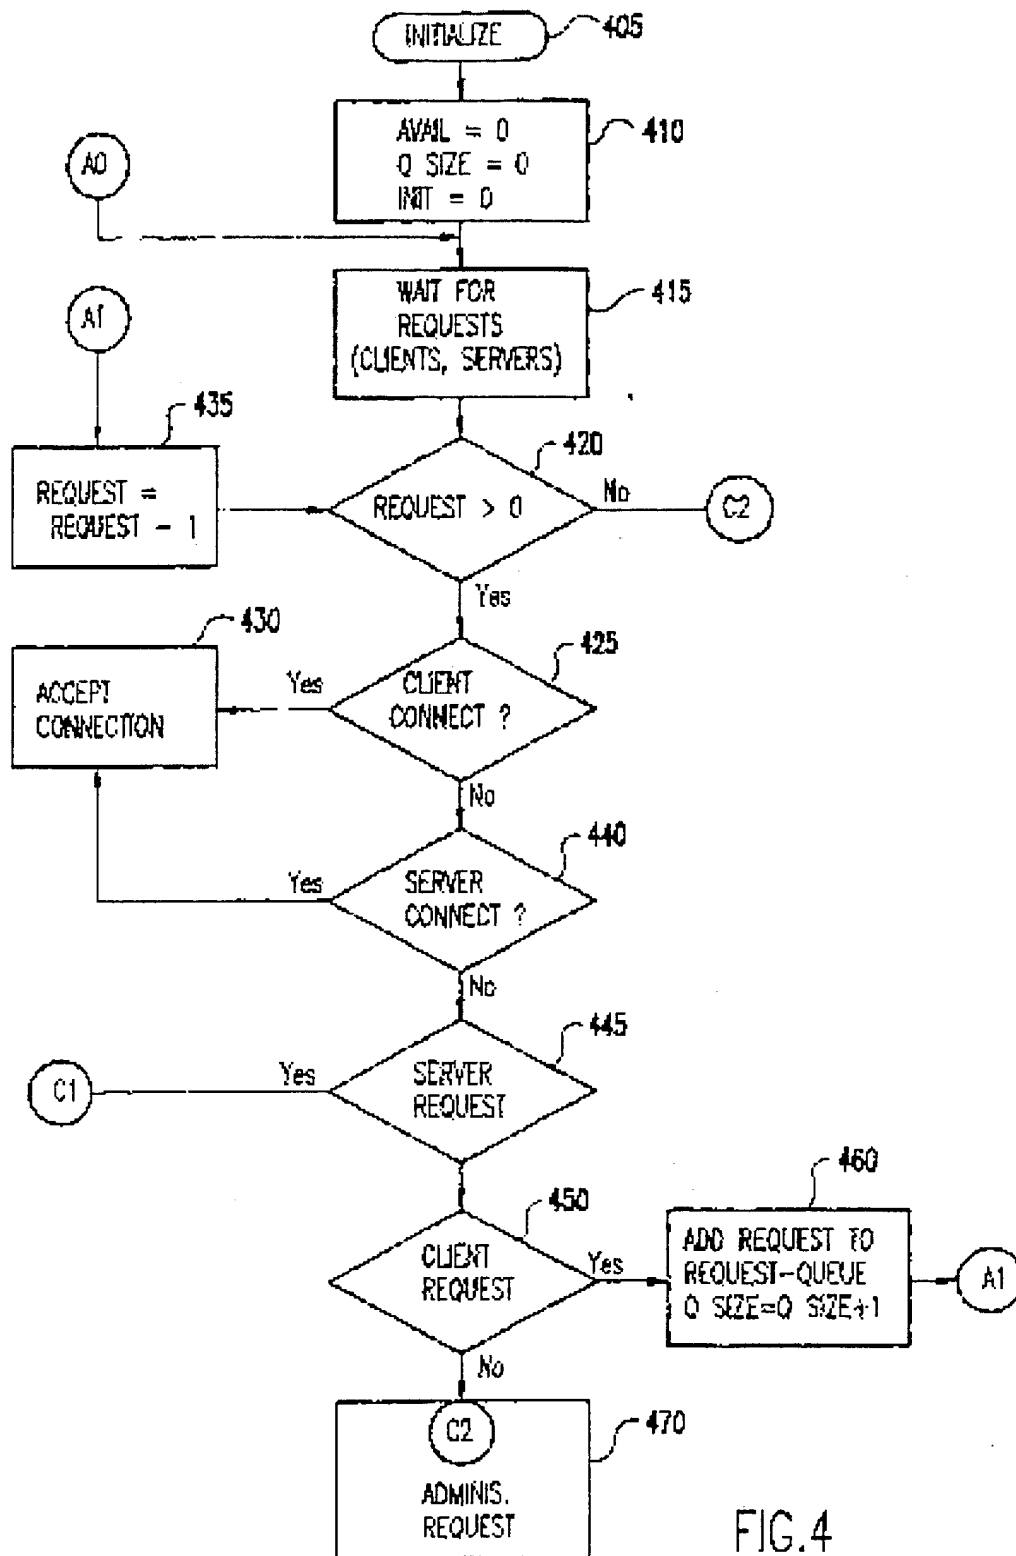 INITIALIZE
405
AVAIL = 0
Q SIZE = 0
INIT = 0
410
A0
WAIT FOR
REQUESTS
(CLIENTS, SERVERS)
415
A1
435
REQUEST =
REQUEST - 1
420
REQUEST > 0
No
C2
Yes
430
ACCEPT
CONNECTION
Yes
425
CLIENT
CONNECT ?
No
440
Yes
SERVER
CONNECT ?
No
445
C1
Yes
SERVER
REQUEST
450
CLIENT
REQUEST
Yes
460
ADD REQUEST TO
REQUEST-QUEUE
Q SIZE=Q SIZE+1
A1
No
C2
470
ADMINIS.
REQUEST
FIG.4